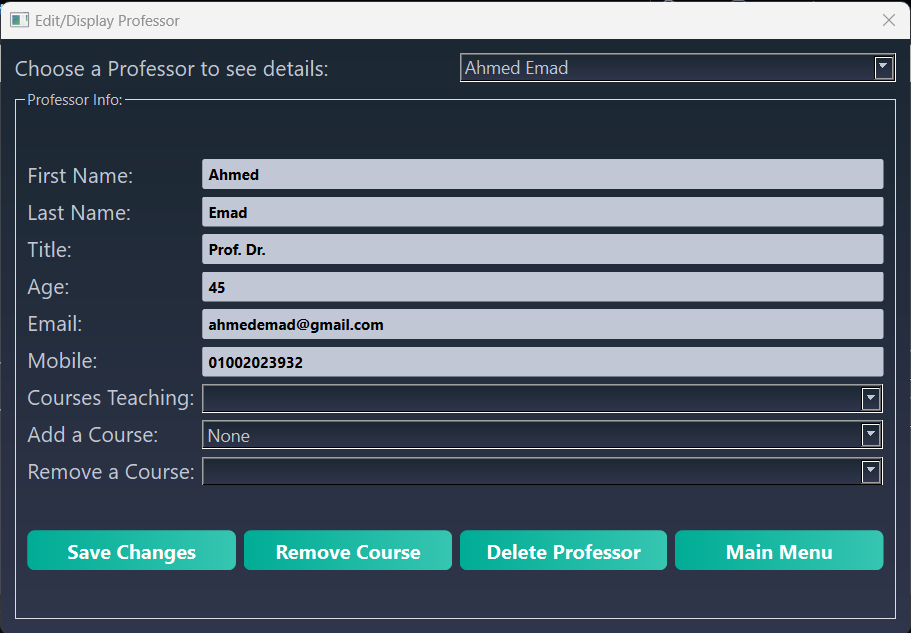 Edit/Display Professor
Choose a Professor to see details: Ahmed Emad
Professor Info:
First Name: Ahmed
Last Name: Emad
Title: Prof. Dr.
Age: 45
Email: ahmedemad@gmail.com
Mobile: 01002023932
Courses Teaching:
Add a Course: None
Remove a Course:
Save Changes Remove Course Delete Professor Main Menu